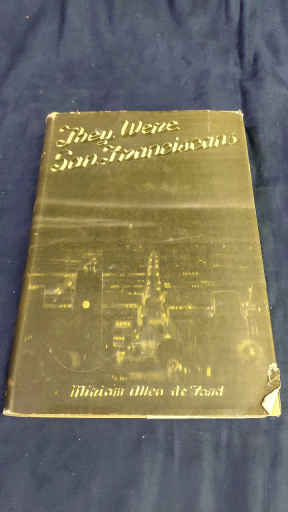 They Were
San Franciscans
Miriam Allen de Ford